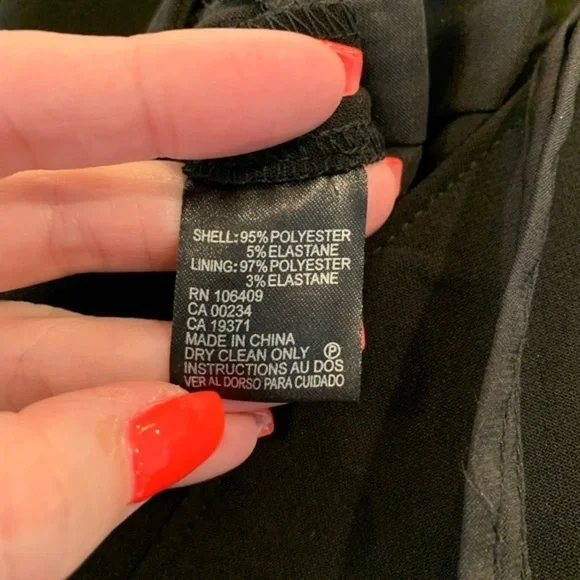 SHELL: 95% POLYESTER
5% ELASTANE
LINING: 97% POLYESTER
3% ELASTANE
RN 106409
CA 00234
CA 19371
MADE IN CHINA
DRY CLEAN ONLY Ⓟ
INSTRUCTIONS AU DOS
VER AL DORSO PARA CUIDADO